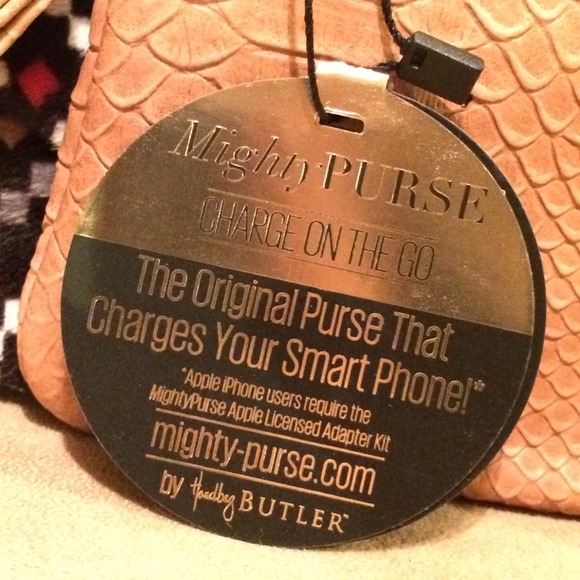 Mighty PURSE
CHARGE ON THE GO
The Original Purse That
Charges Your Smart Phone!*
*Apple iPhone users require the
MightyPurse Apple Licensed Adapter Kit
mighty-purse.com
by Handbag BUTLER™